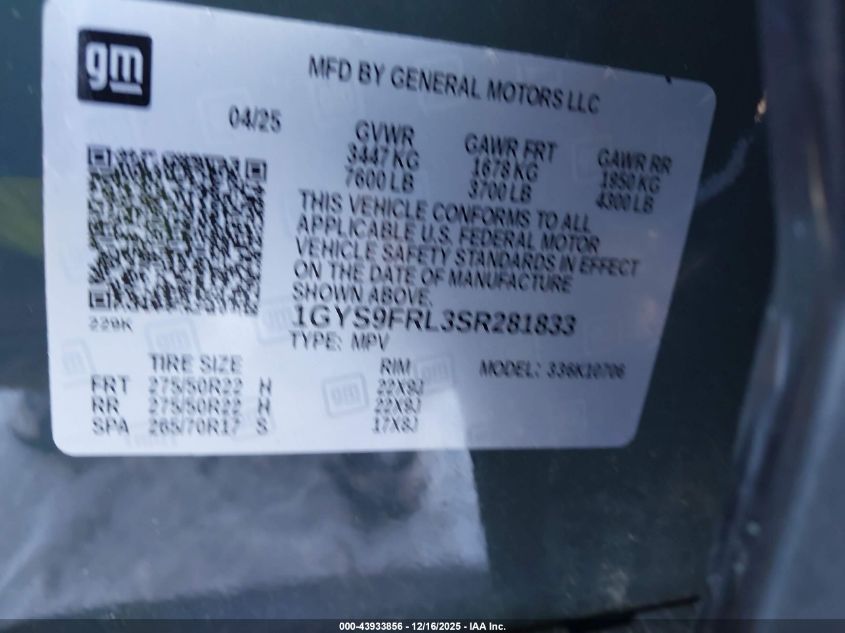 gm
MFD BY GENERAL MOTORS LLC
04/25
GVWR GAWR FRT GAWR RR
3447 KG 1678 KG 1950 KG
7600 LB 3700 LB 4300 LB
THIS VEHICLE CONFORMS TO ALL
APPLICABLE U.S. FEDERAL MOTOR
VEHICLE SAFETY STANDARDS IN EFFECT
ON THE DATE OF MANUFACTURE
SHOWN ABOVE.
229K
1GYS9FRL3SR281833
TYPE: MPV
TIRE SIZE RIM MODEL: 336K10706
FRT 275/50R22 H 22X9J
RR 275/50R22 H 22X9J
SPA 265/70R17 S 17X8J
000-43933856 - 12/16/2025 - IAA Inc.